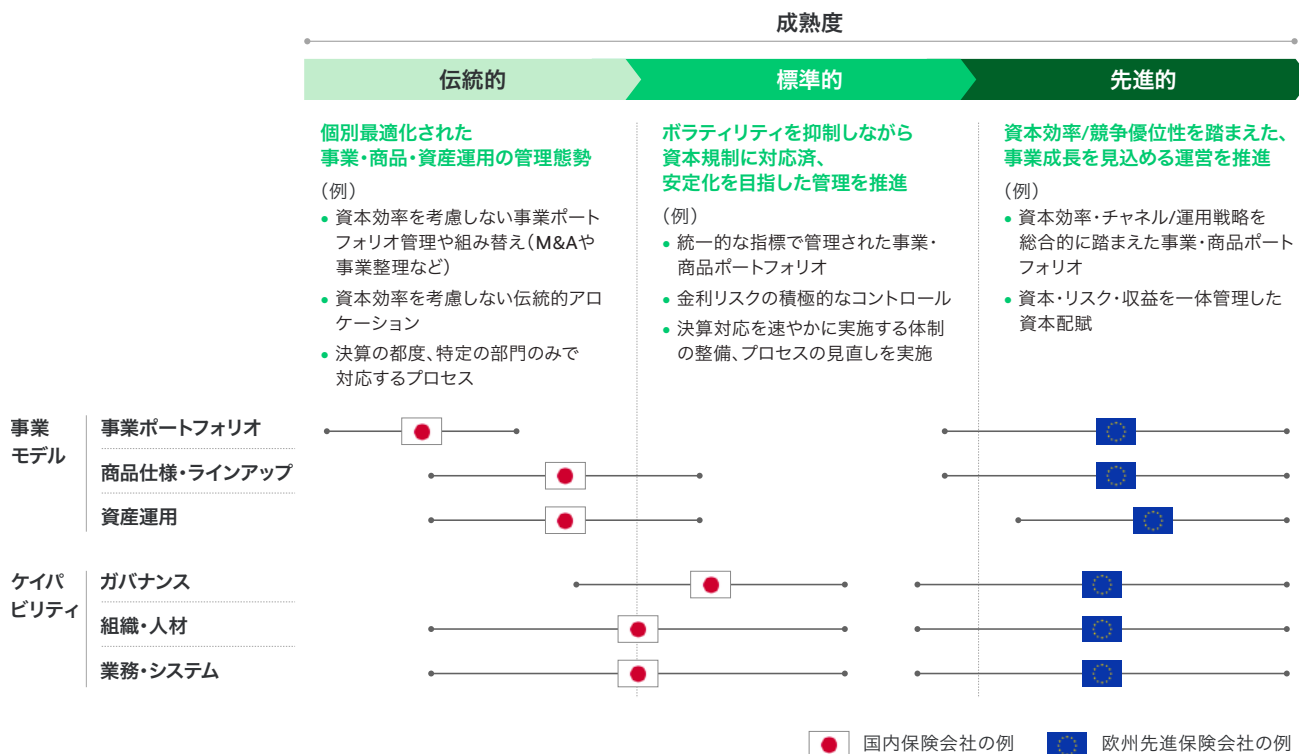 成熟度
伝統的
標準的
先進的
個別最適化された
事業・商品・資産運用の管理態勢
（例）
• 資本効率を考慮しない事業ポート
フォリオ管理や組み替え（M&Aや
事業整理など）
• 資本効率を考慮しない伝統的アロ
ケーション
• 決算の都度、特定の部門のみで
対応するプロセス
ボラティリティを抑制しながら
資本規制に対応済、
安定化を目指した管理を推進
（例）
• 統一的な指標で管理された事業・
商品ポートフォリオ
• 金利リスクの積極的なコントロール
• 決算対応を速やかに実施する体制
の整備、プロセスの見直しを実施
資本効率/競争優位性を踏まえた、
事業成長を見込める運営を推進
（例）
• 資本効率・チャネル/運用戦略を
総合的に踏まえた事業・商品ポート
フォリオ
• 資本・リスク・収益を一体管理した
資本配賦
事業
モデル
事業ポートフォリオ
商品仕様・ラインアップ
資産運用
ケイパ
ビリティ
ガバナンス
組織・人材
業務・システム
国内保険会社の例
欧州先進保険会社の例